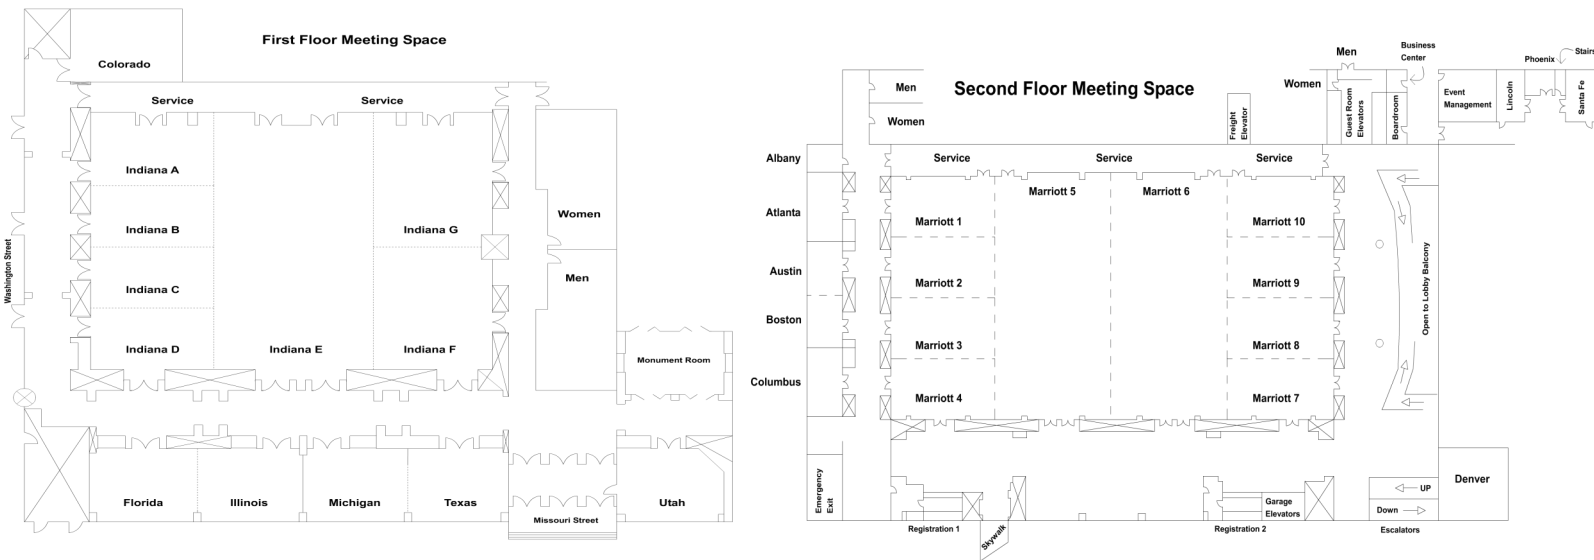 First Floor Meeting Space
Colorado
Service
Service
Indiana A
Indiana B
Indiana C
Indiana D
Indiana E
Indiana F
Indiana G
Women
Men
Monument Room
Washington Street
Florida
Illinois
Michigan
Texas
Utah
Missouri Street
Second Floor Meeting Space
Men
Women
Freight
Elevator
Women
Men
Guest Room
Elevators
Boardroom
Business
Center
Event
Management
Lincoln
Phoenix
Stairs
Santa Fe
Albany
Atlanta
Austin
Boston
Columbus
Service
Service
Service
Marriott 5
Marriott 6
Marriott 1
Marriott 10
Marriott 2
Marriott 9
Marriott 3
Marriott 8
Marriott 4
Marriott 7
Open to Lobby Balcony
Emergency
Exit
Registration 1
Skywalk
Garage
Elevators
Registration 2
UP
Down
Escalators
Denver